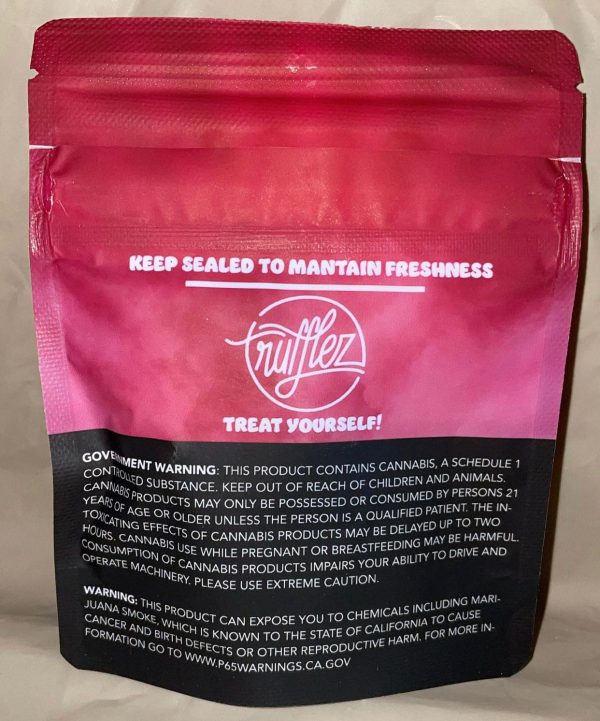 KEEP SEALED TO MANTAIN FRESHNESS
trufflez
TREAT YOURSELF!
GOVERNMENT WARNING: THIS PRODUCT CONTAINS CANNABIS, A SCHEDULE 1
CONTROLLED SUBSTANCE. KEEP OUT OF REACH OF CHILDREN AND ANIMALS.
CANNABIS PRODUCTS MAY ONLY BE POSSESSED OR CONSUMED BY PERSONS 21
YEARS OF AGE OR OLDER UNLESS THE PERSON IS A QUALIFIED PATIENT. THE IN-
TOXICATING EFFECTS OF CANNABIS PRODUCTS MAY BE DELAYED UP TO TWO
HOURS. CANNABIS USE WHILE PREGNANT OR BREASTFEEDING MAY BE HARMFUL.
CONSUMPTION OF CANNABIS PRODUCTS IMPAIRS YOUR ABILITY TO DRIVE AND
OPERATE MACHINERY. PLEASE USE EXTREME CAUTION.
WARNING: THIS PRODUCT CAN EXPOSE YOU TO CHEMICALS INCLUDING MARI-
JUANA SMOKE, WHICH IS KNOWN TO THE STATE OF CALIFORNIA TO CAUSE
CANCER AND BIRTH DEFECTS OR OTHER REPRODUCTIVE HARM. FOR MORE IN-
FORMATION GO TO WWW.P65WARNINGS.CA.GOV